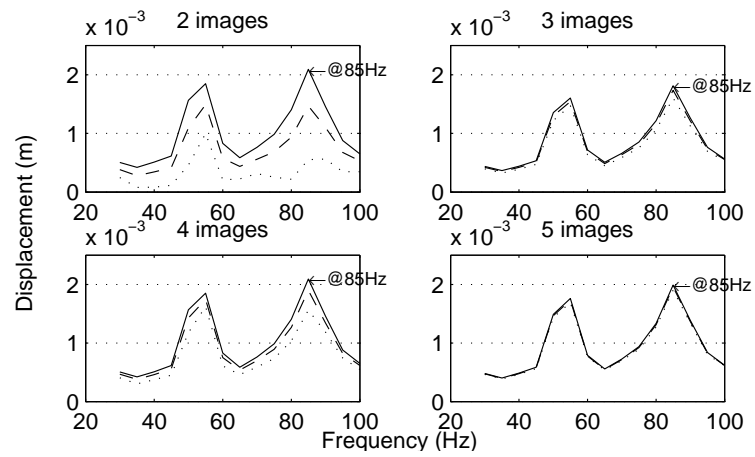 x 10⁻³ 2 images
x 10⁻³ 3 images
2
1
0
@85Hz
20 40 60 80 100
2
1
0
@85Hz
20 40 60 80 100
x 10⁻³ 4 images
x 10⁻³ 5 images
2
1
0
@85Hz
20 40 60 80 100
2
1
0
@85Hz
20 40 60 80 100
Displacement (m)
Frequency (Hz)